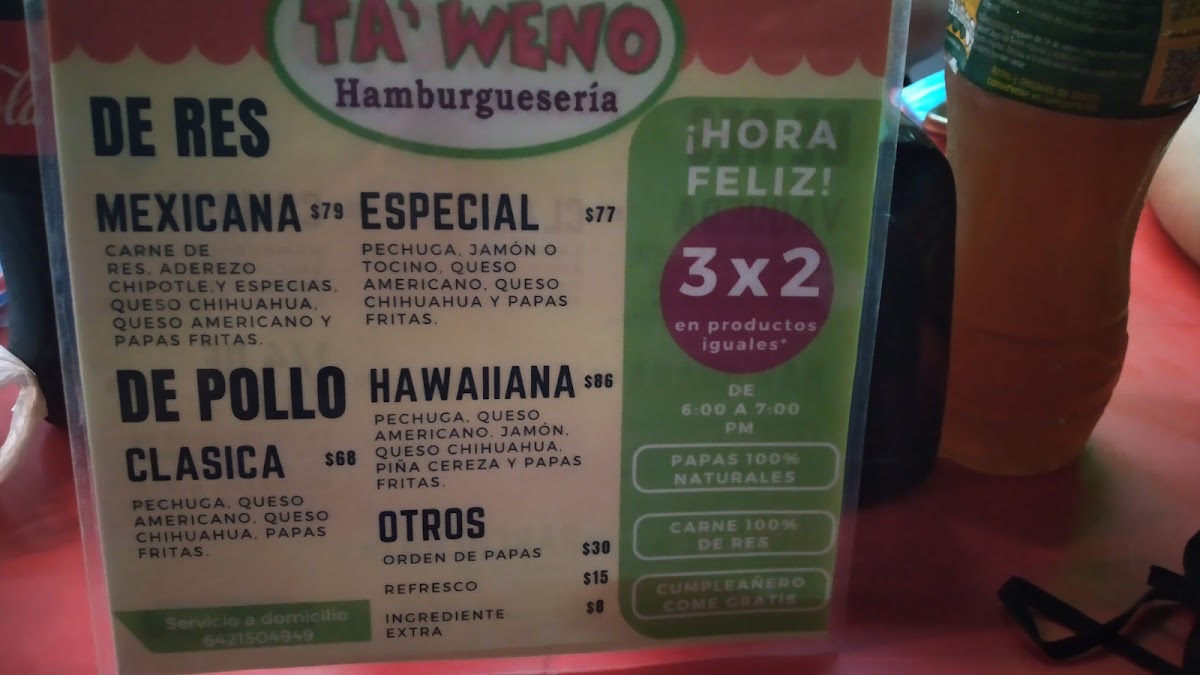 TA' WENO
Hamburguesería
DE RES
MEXICANA $79
CARNE DE
RES, ADEREZO
CHIPOTLE,Y ESPECIAS,
QUESO CHIHUAHUA,
QUESO AMERICANO Y
PAPAS FRITAS.
DE POLLO
CLASICA $68
PECHUGA, QUESO
AMERICANO, QUESO
CHIHUAHUA, PAPAS
FRITAS.
Servicio a domicilio
6421504949
ESPECIAL $77
PECHUGA, JAMÓN O
TOCINO, QUESO
AMERICANO, QUESO
CHIHUAHUA Y PAPAS
FRITAS.
HAWAIIANA $86
PECHUGA, QUESO
AMERICANO, JAMÓN,
QUESO CHIHUAHUA,
PIÑA CEREZA Y PAPAS
FRITAS.
OTROS
ORDEN DE PAPAS $30
REFRESCO $15
INGREDIENTE $8
EXTRA
¡HORA
FELIZ!
3x2
en productos
iguales*
DE
6:00 A 7:00
PM
PAPAS 100%
NATURALES
CARNE 100%
DE RES
CUMPLEAÑERO
COME GRATIS